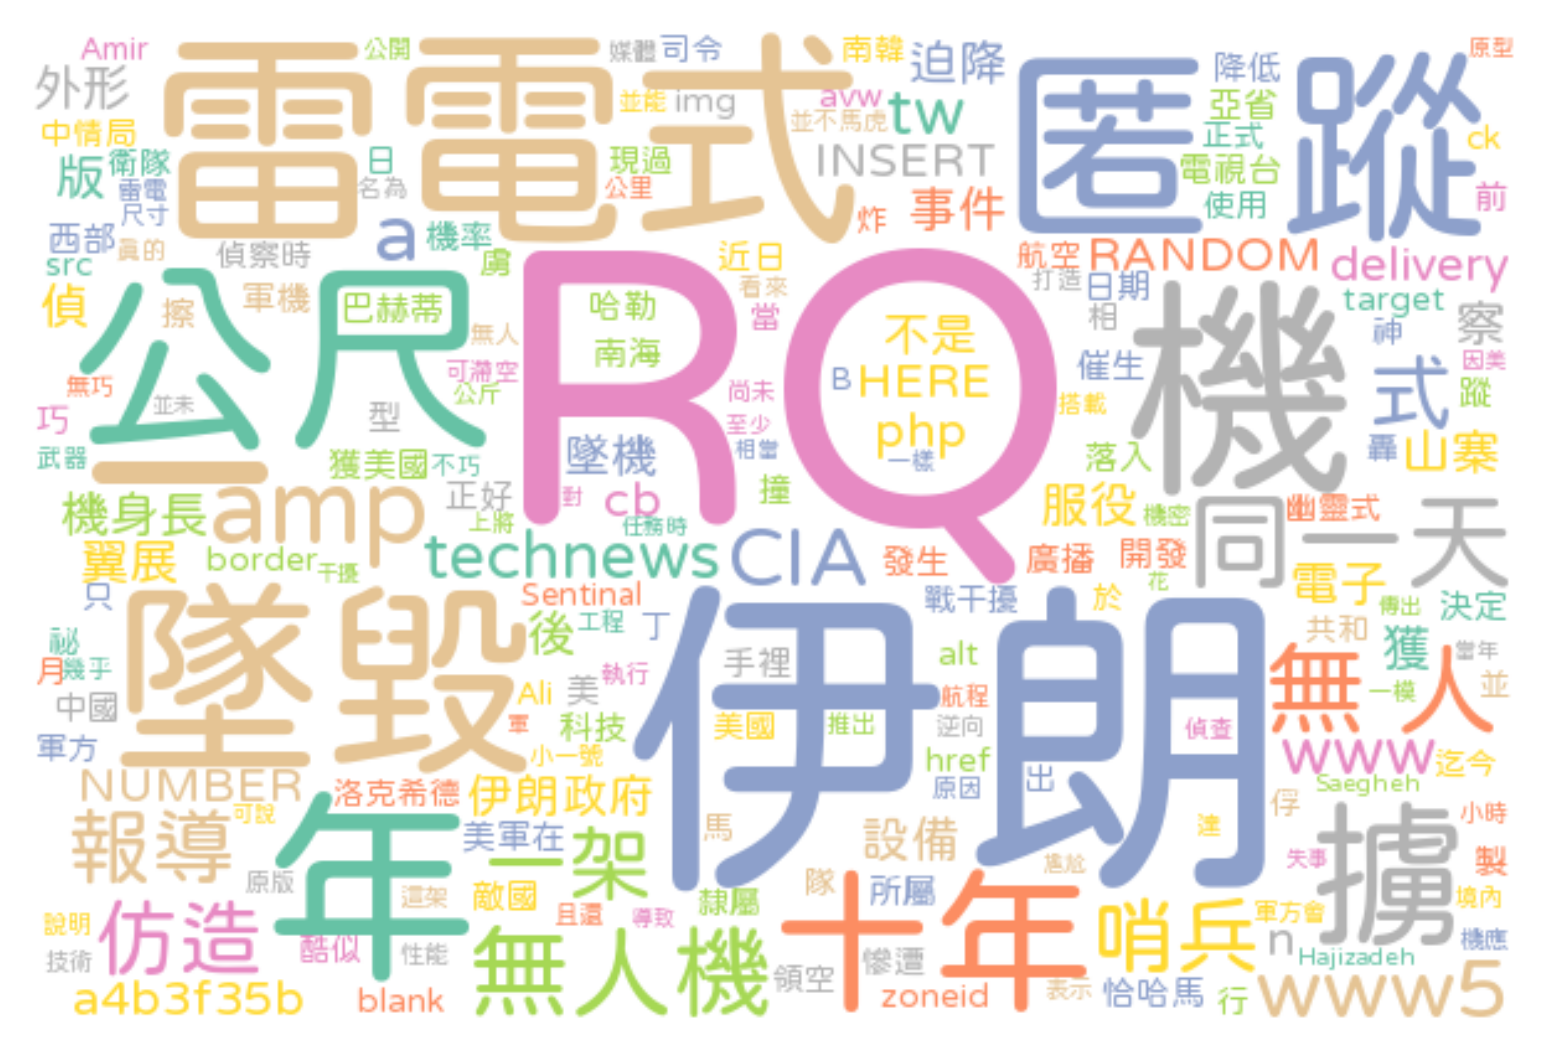 Amir
雷電式
公開
媒體
司令
南韓
迫降
匿蹤
降低
原型
外形
並能
img
avw
tw
亞省
中情局
並不馬虎
正式
ck
版
衛隊
日
現過
INSERT
電視台
雷電
名為
公里
事件
使用
前
尺寸
炸
西部
眞的
偵察時
a
機率
虜
近日
航空
RANDOM
delivery
src
打造
日期
target
偵
擦
軍機
公尺
巴赫蒂
RQ
哈勒
看來
當
相
機
神
察
無人
南海
不是
催生
式
因美
無巧
可滯空
公斤
尚未
B
HERE
搭載
蹤
巧
並未
型
至少
php
一樣
武器
獲美國
不巧
墜機
相當
落入
轟
山寨
一
機身長
amp
正好
cb
對
撞
服役
機密
同一天
幽靈式
上將
任務時
翼展
border
干擾
technews
CIA
發生
廣播
開發
電子
只
墜毀
Sentinal
戰干擾
花
於
傳出
決定
祕
後
工程
丁
伊朗
共和
獲
當年
月
幾乎
手裡
alt
無人
一模
並
中國
Ali
美
執行
航程
軍
科技
美國
推出
逆向
偵查
軍方
小一號
href
www
迄今
NUMBER
洛克希德
伊朗政府
原因
出
Saegheh
俘
報導
可說
年
美軍在
一架
馬
設備
達
擄
小時
尷尬
失事
製
原版
這架
敵國
隊
所屬
境內
說明
仿造
且還
導致
隸屬
十年
哨兵
軍方會
酷似
性能
無人機
n
機應
技術
領空
慘遭
Hajizadeh
a4b3f35b
blank
zoneid
表示
恰哈馬
行
www5